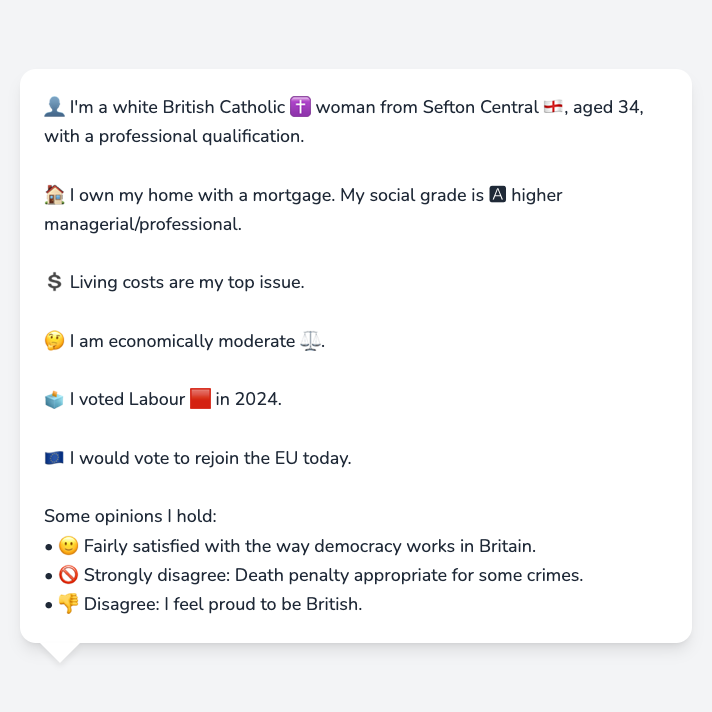 👤 I'm a white British Catholic ✝️ woman from Sefton Central 🏴󠁧󠁢󠁥󠁮󠁧󠁿, aged 34,
with a professional qualification.
🏠 I own my home with a mortgage. My social grade is 🅰 higher
managerial/professional.
💲 Living costs are my top issue.
🤔 I am economically moderate ⚖️.
🗳️ I voted Labour 🟥 in 2024.
🇪🇺 I would vote to rejoin the EU today.
Some opinions I hold:
• 🙂 Fairly satisfied with the way democracy works in Britain.
• 🚫 Strongly disagree: Death penalty appropriate for some crimes.
• 👎 Disagree: I feel proud to be British.